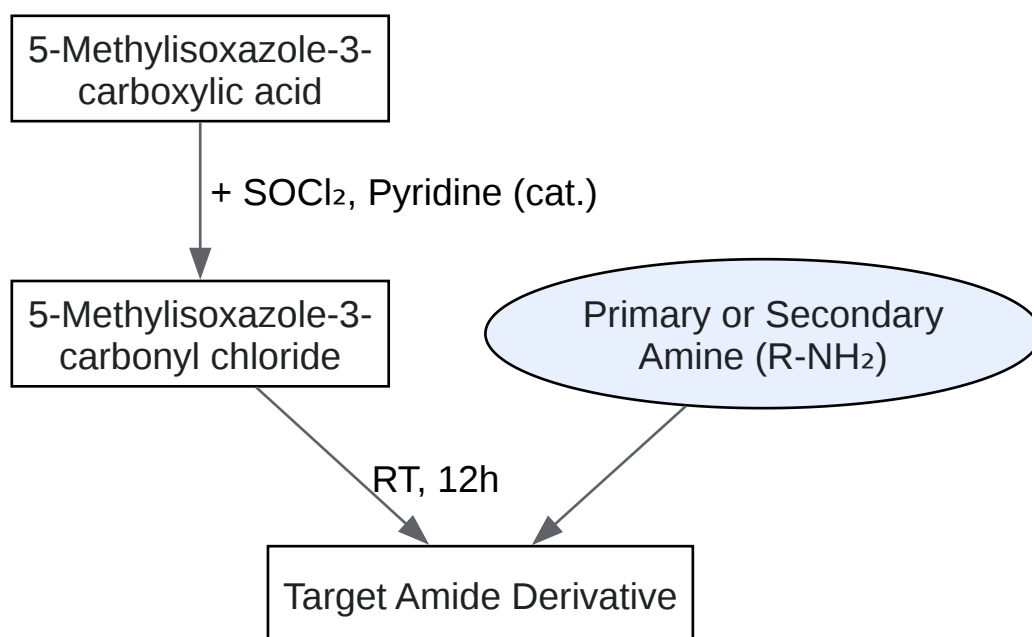 5-Methylisoxazole-3-
carboxylic acid
+ SOCl₂, Pyridine (cat.)
5-Methylisoxazole-3-
carbonyl chloride
Primary or Secondary
Amine (R-NH₂)
RT, 12h
Target Amide Derivative